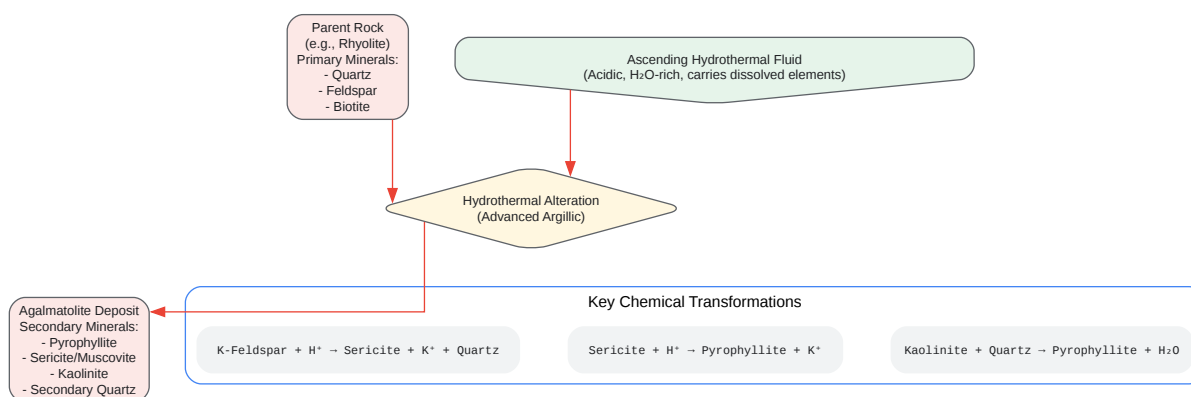 Parent Rock
(e.g., Rhyolite)
Primary Minerals:
- Quartz
- Feldspar
- Biotite
Ascending Hydrothermal Fluid
(Acidic, H₂O-rich, carries dissolved elements)
Hydrothermal Alteration
(Advanced Argillic)
Agalmatolite Deposit
Secondary Minerals:
- Pyrophyllite
- Sericite/Muscovite
- Kaolinite
- Secondary Quartz
Key Chemical Transformations
K-Feldspar + H⁺ → Sericite + K⁺ + Quartz
Sericite + H⁺ → Pyrophyllite + K⁺
Kaolinite + Quartz → Pyrophyllite + H₂O